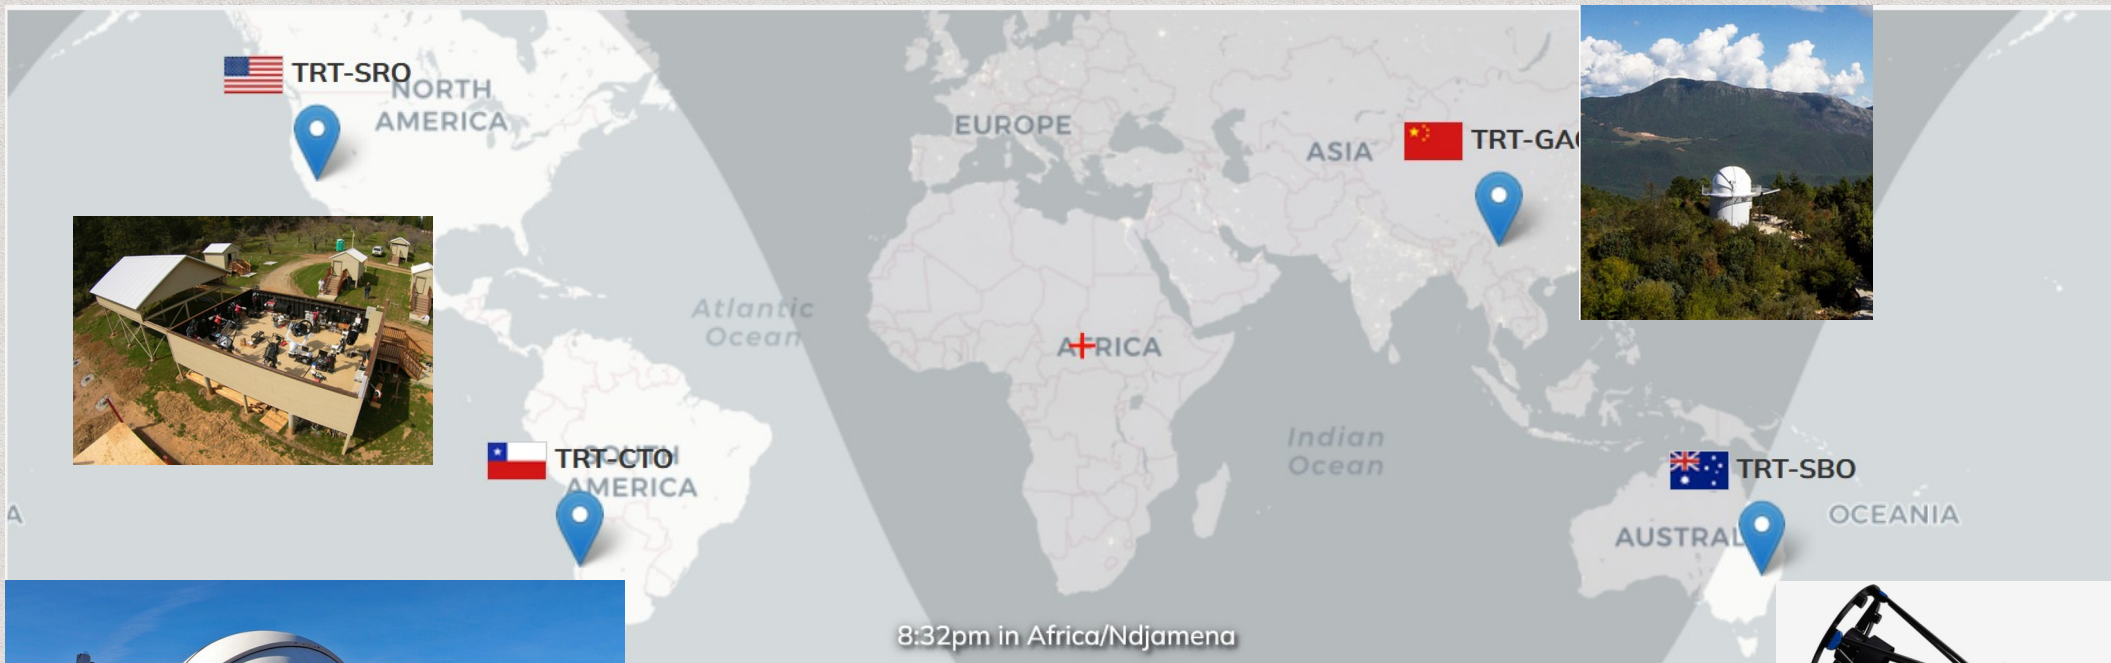 TRT-SRO
NORTH
AMERICA
EUROPE
ASIA
TRT-GA
Atlantic
Ocean
AFRICA
TRT-CTO
SOUTH
AMERICA
Indian
Ocean
TRT-SBO
OCEANIA
A
AUSTRAL
8:32pm in Africa/Ndjamena